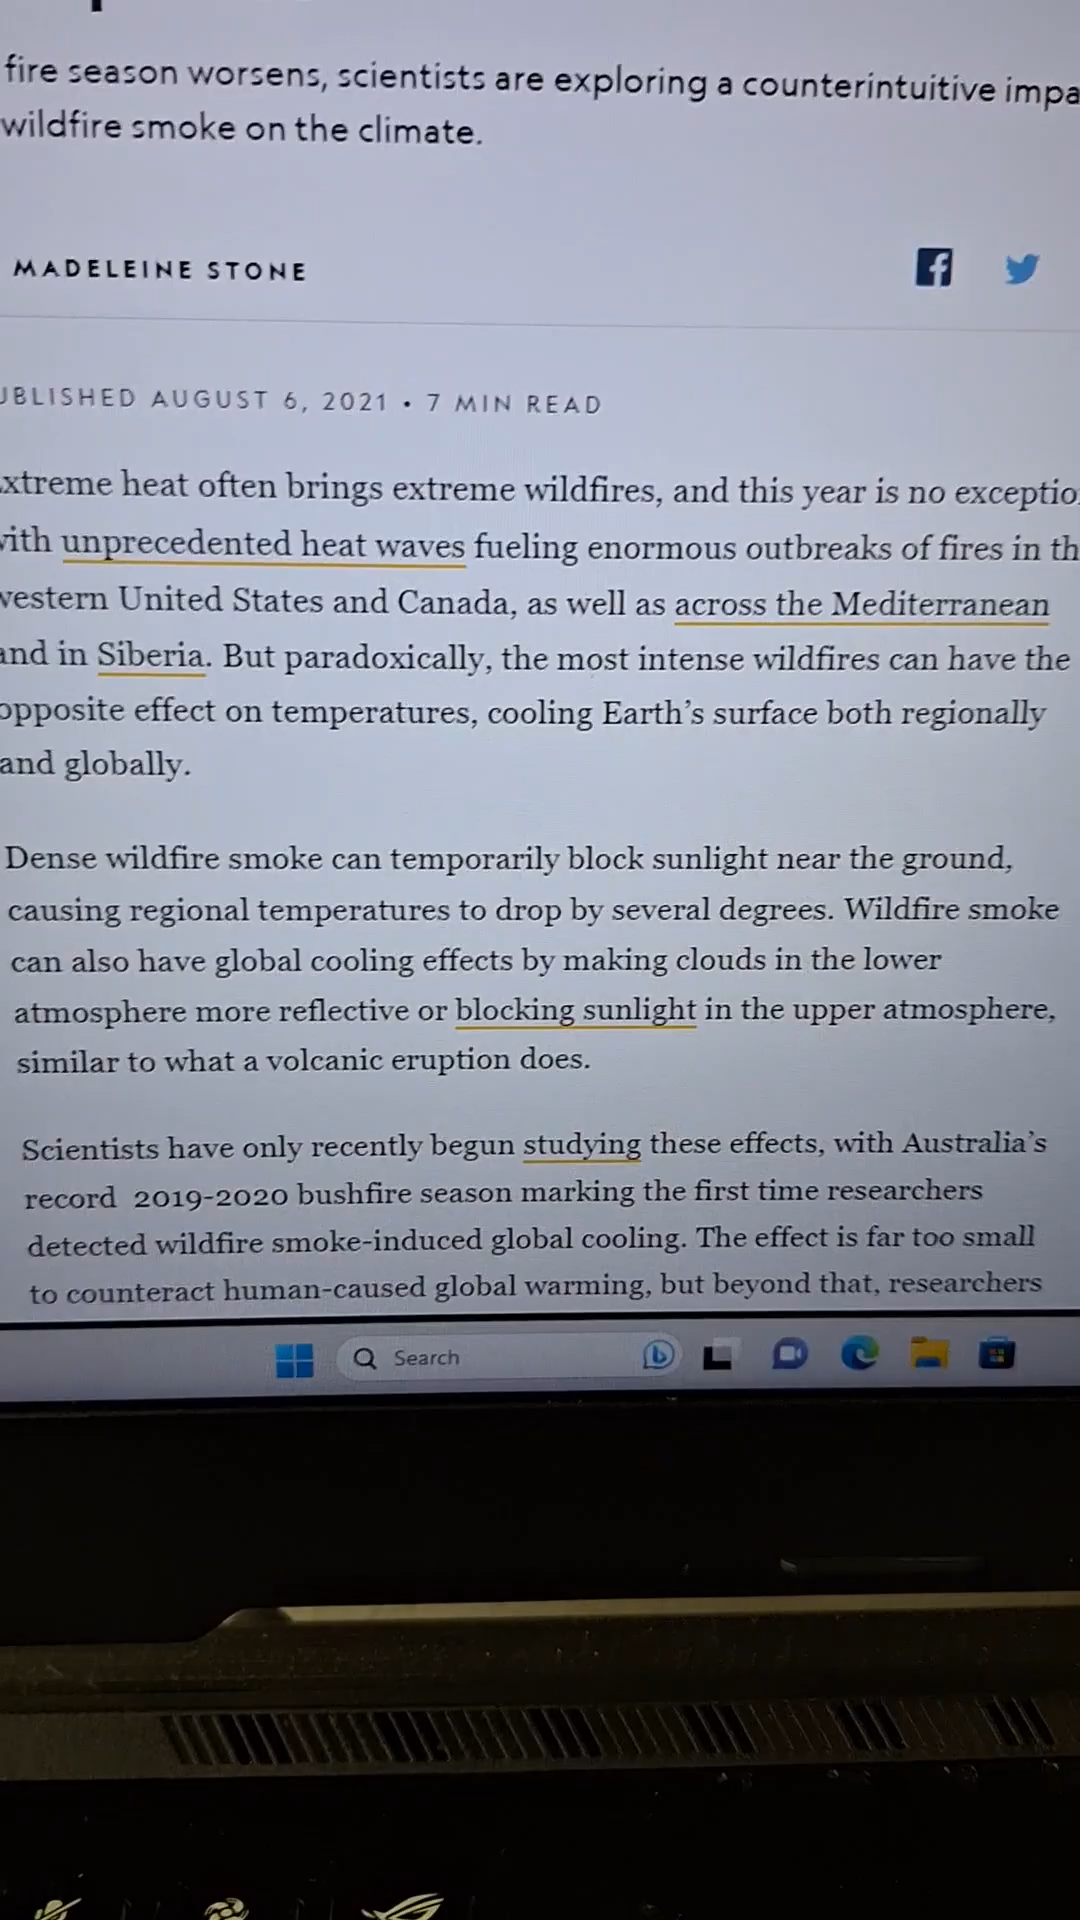 fire season worsens, scientists are exploring a counterintuitive impa
wildfire smoke on the climate.
MADELEINE STONE
UBLISHED AUGUST 6, 2021 • 7 MIN READ
xtreme heat often brings extreme wildfires, and this year is no exceptio
ith unprecedented heat waves fueling enormous outbreaks of fires in th
western United States and Canada, as well as across the Mediterranean
and in Siberia. But paradoxically, the most intense wildfires can have the
opposite effect on temperatures, cooling Earth's surface both regionally
and globally.
Dense wildfire smoke can temporarily block sunlight near the ground,
causing regional temperatures to drop by several degrees. Wildfire smoke
can also have global cooling effects by making clouds in the lower
atmosphere more reflective or blocking sunlight in the upper atmosphere,
similar to what a volcanic eruption does.
Scientists have only recently begun studying these effects, with Australia's
record 2019-2020 bushfire season marking the first time researchers
detected wildfire smoke-induced global cooling. The effect is far too small
to counteract human-caused global warming, but beyond that, researchers
Search